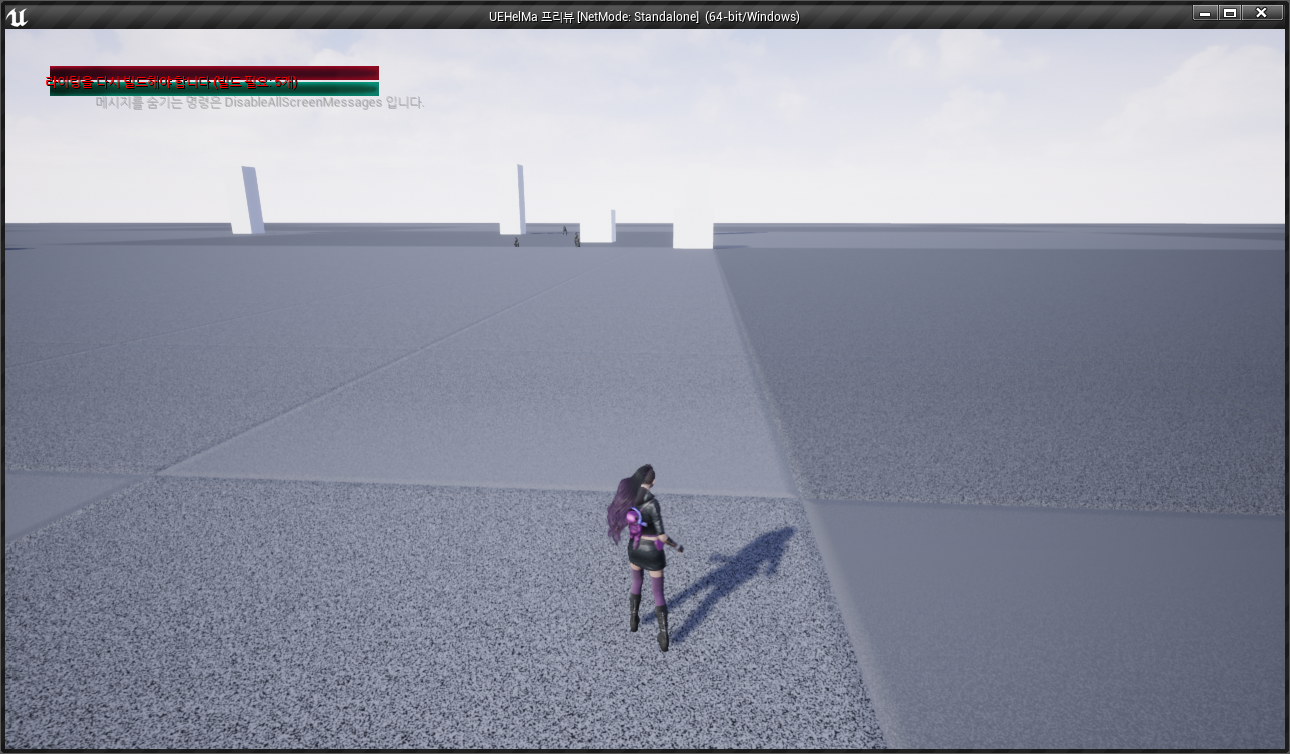 UEHelMa 프리뷰 [NetMode: Standalone] (64-bit/Windows)
라이팅을 다시 빌드해야 합니다 (빌드 필요: 5개)
메시지를 숨기는 명령은 DisableAllScreenMessages 입니다.